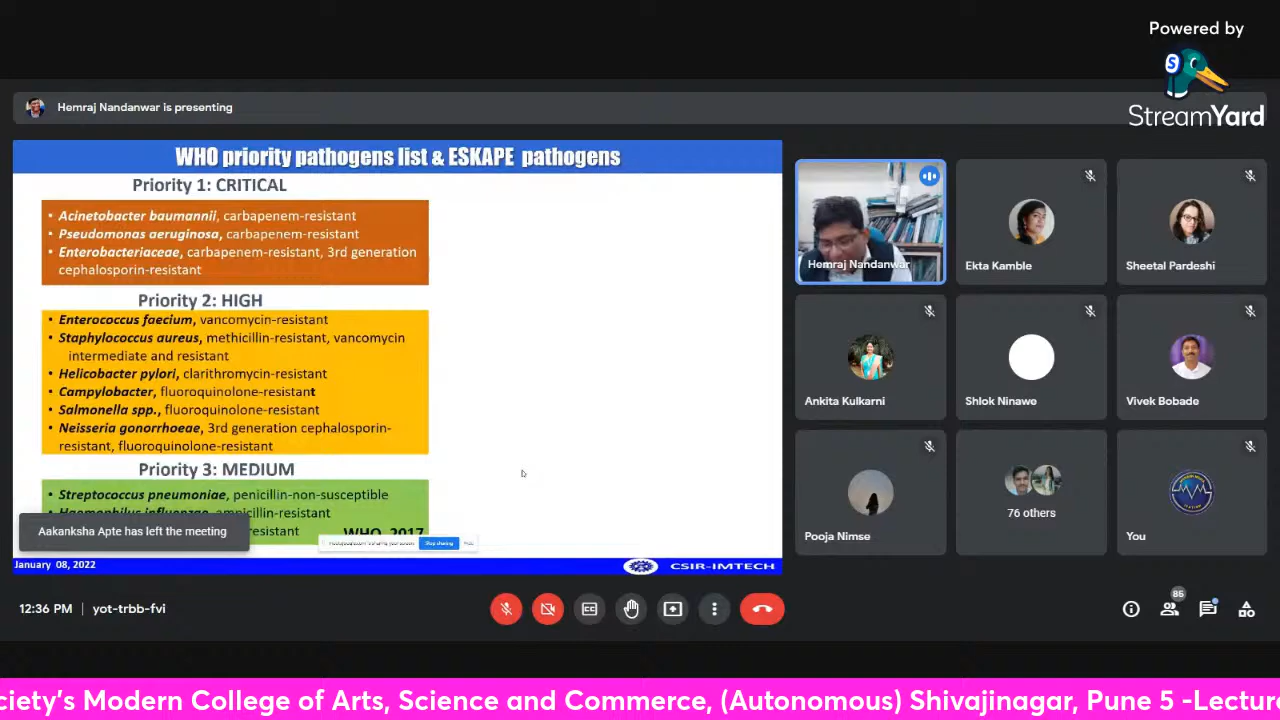 Powered by
StreamYard
Hemraj Nandanwar is presenting
WHO priority pathogens list & ESKAPE pathogens
Priority 1: CRITICAL
• Acinetobacter baumannii, carbapenem-resistant
• Pseudomonas aeruginosa, carbapenem-resistant
• Enterobacteriaceae, carbapenem-resistant, 3rd generation
cephalosporin-resistant
Priority 2: HIGH
• Enterococcus faecium, vancomycin-resistant
• Staphylococcus aureus, methicillin-resistant, vancomycin
intermediate and resistant
• Helicobacter pylori, clarithromycin-resistant
• Campylobacter, fluoroquinolone-resistant
• Salmonella spp., fluoroquinolone-resistant
• Neisseria gonorrhoeae, 3rd generation cephalosporin-
resistant, fluoroquinolone-resistant
Priority 3: MEDIUM
• Streptococcus pneumoniae, penicillin-non-susceptible
• Haemophilus influenzae, ampicillin-resistant
resistant
WHO, 2017
Aakanksha Apte has left the meeting
Stop sharing
January 08, 2022
CSIR-IMTECH
Hemraj Nandanwar
Ekta Kamble
Sheetal Pardeshi
Ankita Kulkarni
Shlok Ninawe
Vivek Bobade
Pooja Nimse
76 others
You
12:36 PM | yot-trbb-fvi
CC
85
ciety's Modern College of Arts, Science and Commerce, (Autonomous) Shivajinagar, Pune 5 -Lecture